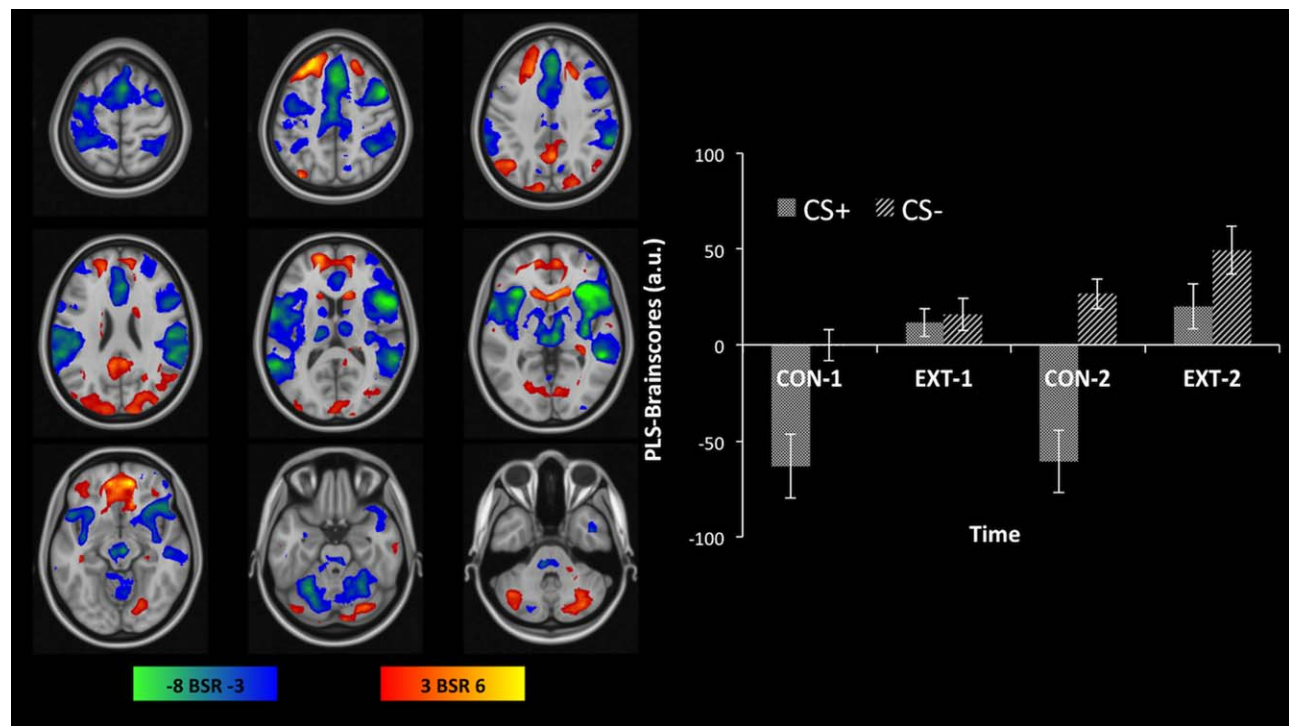 100
CS+ CS-
50
0
CON-1 EXT-1 CON-2 EXT-2
-50
-100
PLS-Brainscores (a.u.)
Time
-8 BSR -3
3 BSR 6